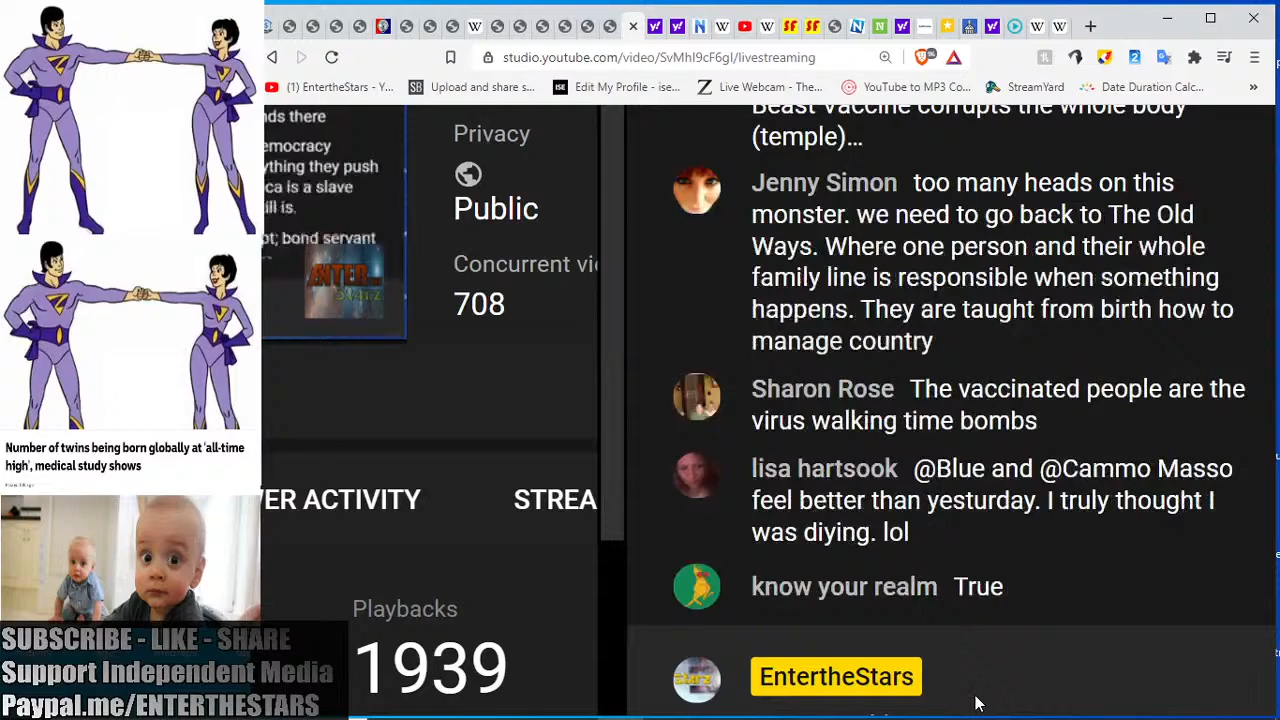 studio.youtube.com/video/SvMhI9cF6gI/livestreaming
(1) EntertheStars - Y...
Upload and share s...
Edit My Profile - ise...
Live Webcam - The...
YouTube to MP3 Co...
StreamYard
Date Duration Calc...
nds there
emocracy
ything they push
ca is a slave
ill is.
pt; bond servant
ENTER THE
STARZ
Privacy
Public
Concurrent vi
708
ER ACTIVITY
STREA
Playbacks
1939
Beast Vaccine corrupts the whole body
(temple)…
Jenny Simon too many heads on this
monster. we need to go back to The Old
Ways. Where one person and their whole
family line is responsible when something
happens. They are taught from birth how to
manage country
Sharon Rose The vaccinated people are the
virus walking time bombs
lisa hartsook @Blue and @Cammo Masso
feel better than yesturday. I truly thought I
was diying. lol
know your realm True
EntertheStars
Number of twins being born globally at 'all-time
high', medical study shows
SUBSCRIBE - LIKE - SHARE
Support Independent Media
Paypal.me/ENTERTHESTARS